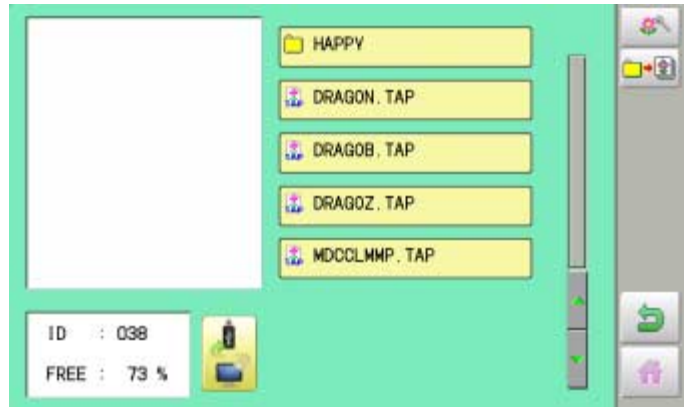 HAPPY
DRAGON.TAP
DRAGOB.TAP
DRAGOZ.TAP
MDCCLMMP.TAP
ID : 038
FREE : 73 %